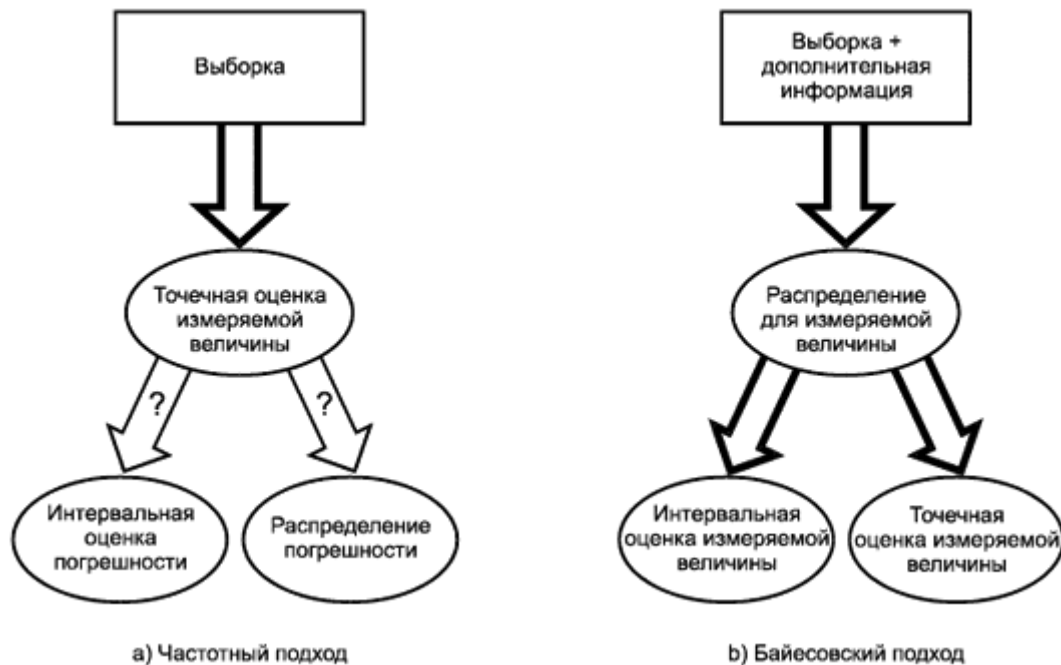 Выборка
Точечная оценка
измеряемой
величины
?
?
Интервальная
оценка
погрешности
Распределение
погрешности
a) Частотный подход
Выборка +
дополнительная
информация
Распределение
для измеряемой
величины
Интервальная
оценка измеряемой
величины
Точечная
оценка измеряемой
величины
b) Байесовский подход